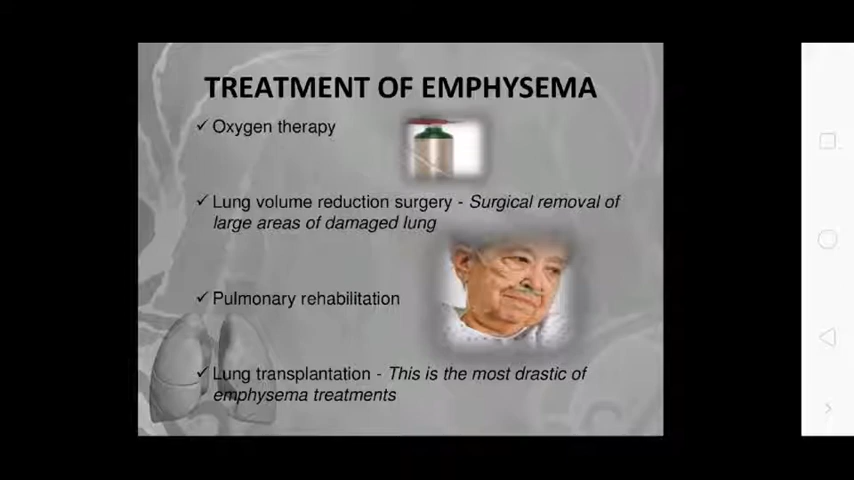 TREATMENT OF EMPHYSEMA
✓ Oxygen therapy
✓ Lung volume reduction surgery - Surgical removal of
large areas of damaged lung
✓ Pulmonary rehabilitation
✓ Lung transplantation - This is the most drastic of
emphysema treatments